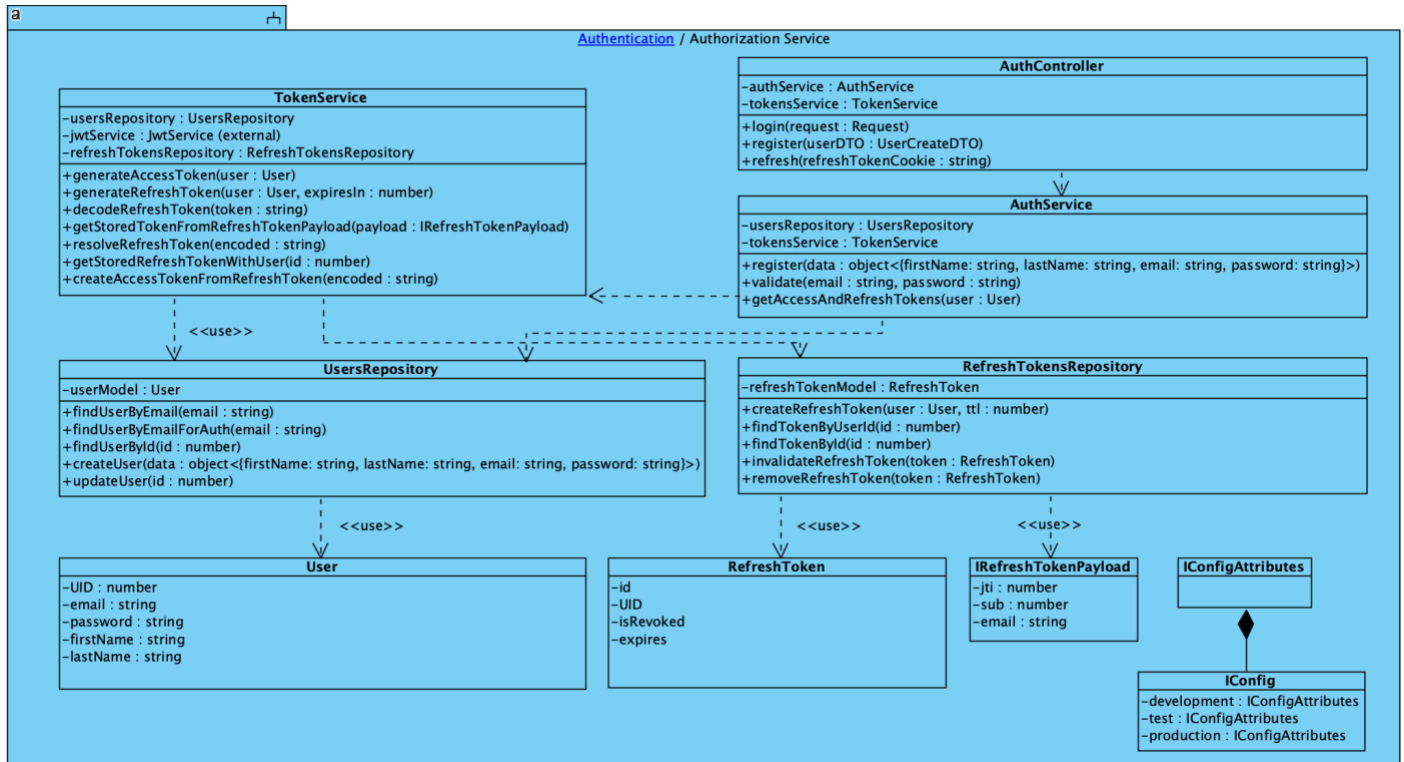 a
Authentication / Authorization Service
TokenService
-usersRepository : UsersRepository
-jwtService : JwtService (external)
-refreshTokensRepository : RefreshTokensRepository
+generateAccessToken(user : User)
+generateRefreshToken(user : User, expiresIn : number)
+decodeRefreshToken(token : string)
+getStoredTokenFromRefreshTokenPayload(payload : IRefreshTokenPayload)
+resolveRefreshToken(encoded : string)
+getStoredRefreshTokenWithUser(id : number)
+createAccessTokenFromRefreshToken(encoded : string)
AuthController
-authService : AuthService
-tokensService : TokenService
+login(request : Request)
+register(userDTO : UserCreateDTO)
+refresh(refreshTokenCookie : string)
AuthService
-usersRepository : UsersRepository
-tokensService : TokenService
+register(data : object<{firstName: string, lastName: string, email: string, password: string}>)
+validate(email : string, password : string)
+getAccessAndRefreshTokens(user : User)
<<use>>
UsersRepository
-userModel : User
+findUserByEmail(email : string)
+findUserByEmailForAuth(email : string)
+findUserById(id : number)
+createUser(data : object<{firstName: string, lastName: string, email: string, password: string}>)
+updateUser(id : number)
RefreshTokensRepository
-refreshTokenModel : RefreshToken
+createRefreshToken(user : User, ttl : number)
+findTokenByUserId(id : number)
+findTokenById(id : number)
+invalidateRefreshToken(token : RefreshToken)
+removeRefreshToken(token : RefreshToken)
<<use>>
<<use>>
<<use>>
User
-UID : number
-email : string
-password : string
-firstName : string
-lastName : string
RefreshToken
-id
-UID
-isRevoked
-expires
IRefreshTokenPayload
-jti : number
-sub : number
-email : string
IConfigAttributes
IConfig
-development : IConfigAttributes
-test : IConfigAttributes
-production : IConfigAttributes